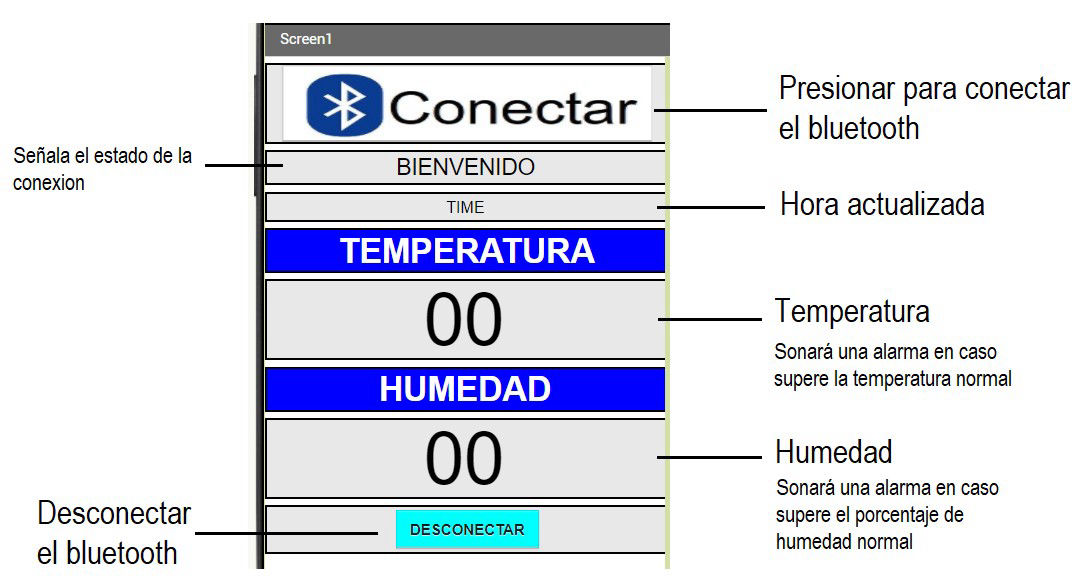 Screen1
Conectar
Presionar para conectar
el bluetooth
Señala el estado de la
conexion
BIENVENIDO
TIME
Hora actualizada
TEMPERATURA
00
Temperatura
Sonará una alarma en caso
supere la temperatura normal
HUMEDAD
00
Humedad
Sonará una alarma en caso
supere el porcentaje de
humedad normal
Desconectar
el bluetooth
DESCONECTAR